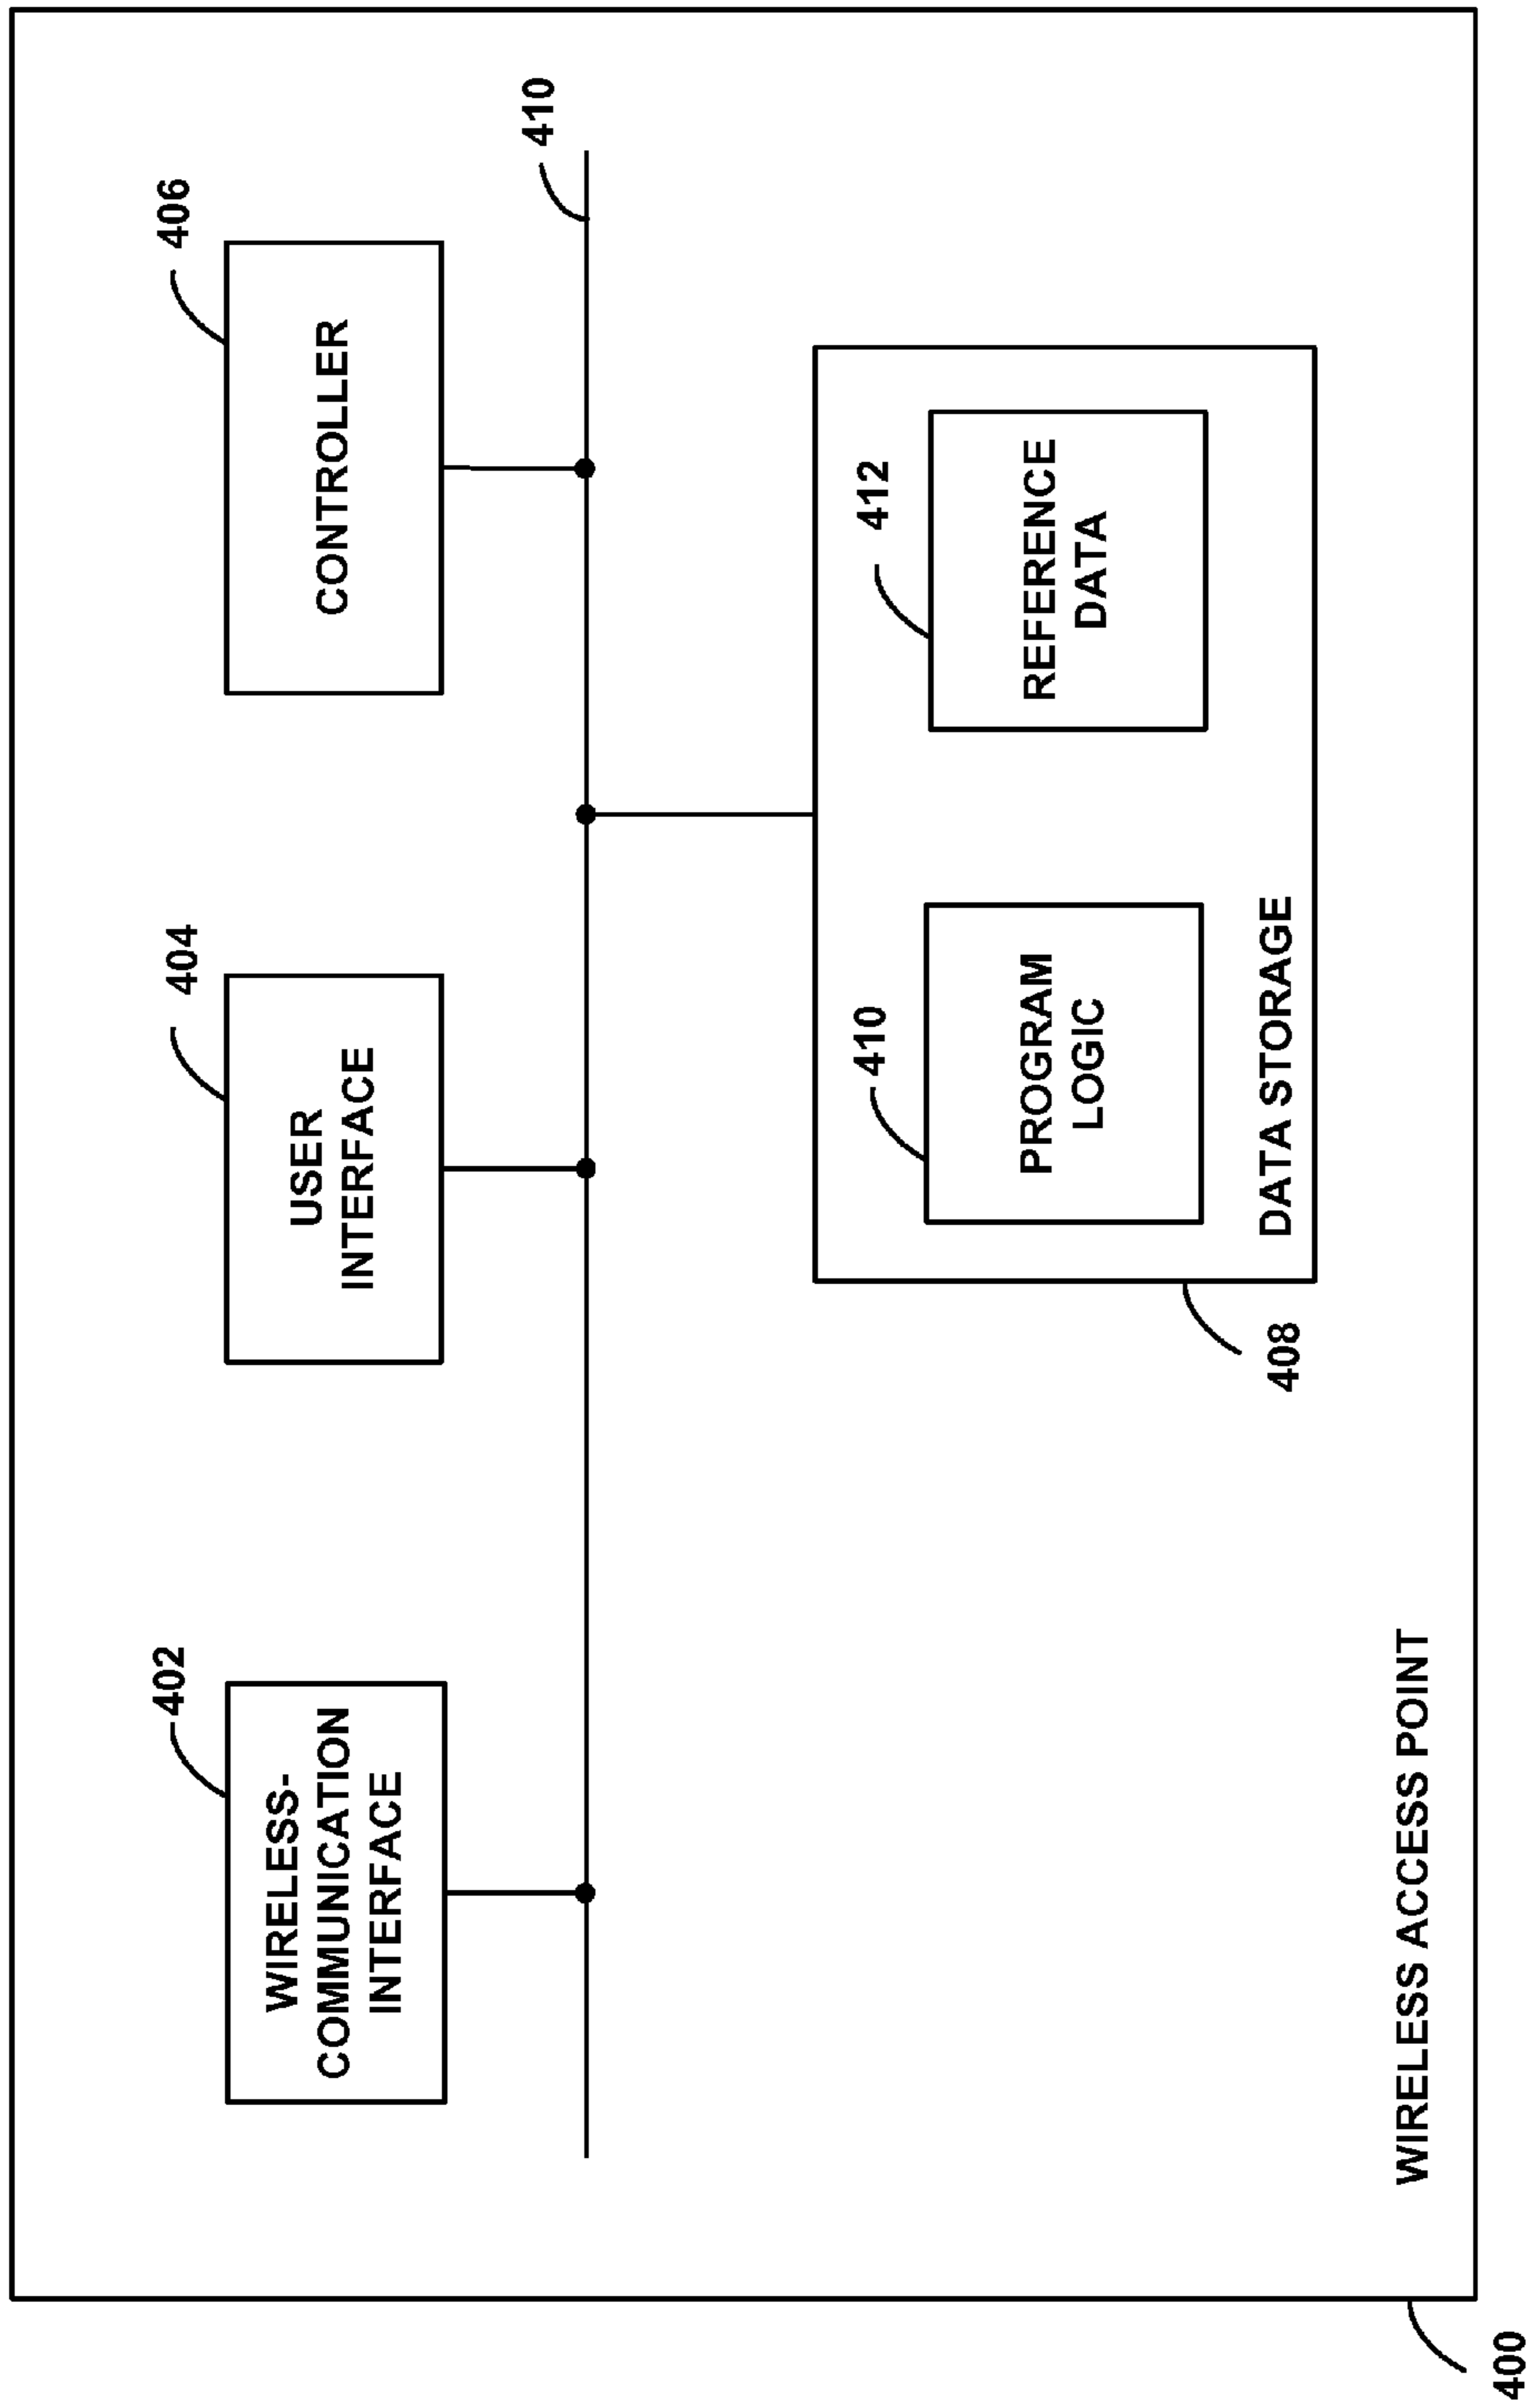 402
WIRELESS-
COMMUNICATION
INTERFACE
404
USER
INTERFACE
406
CONTROLLER
410
410
PROGRAM
LOGIC
412
REFERENCE
DATA
DATA STORAGE
408
WIRELESS ACCESS POINT
400